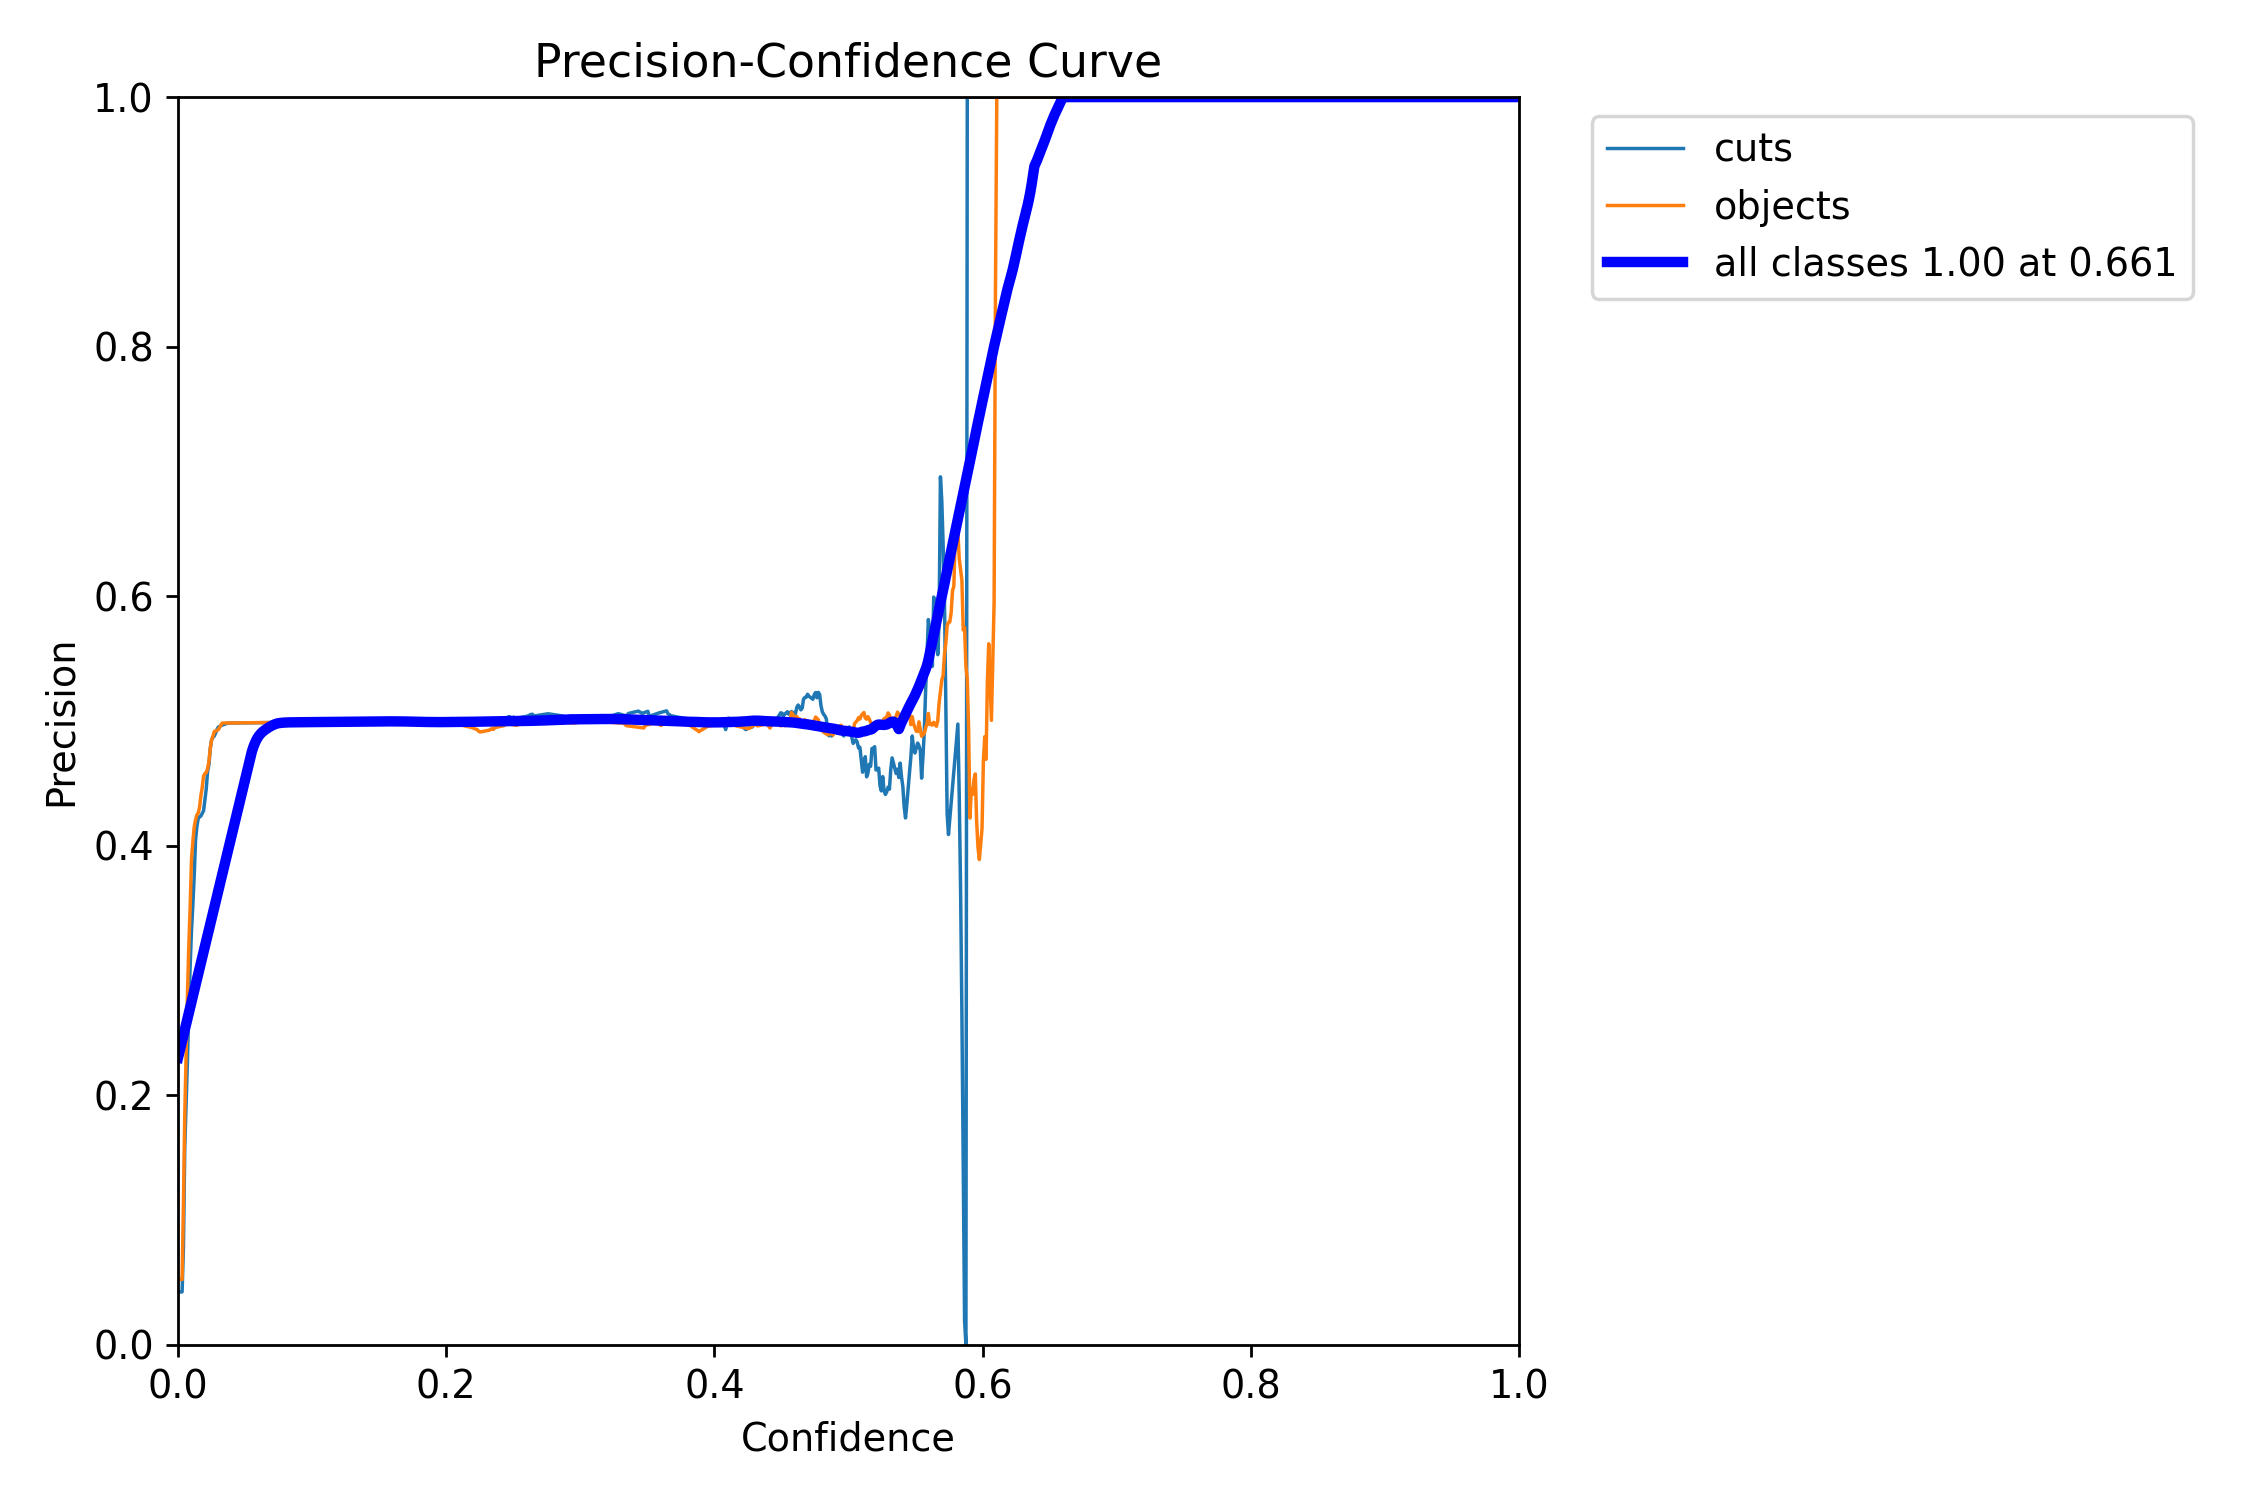 Precision-Confidence Curve
1.0
0.8
0.6
0.4
0.2
0.0
Precision
0.0 0.2 0.4 0.6 0.8 1.0
Confidence
cuts
objects
all classes 1.00 at 0.661